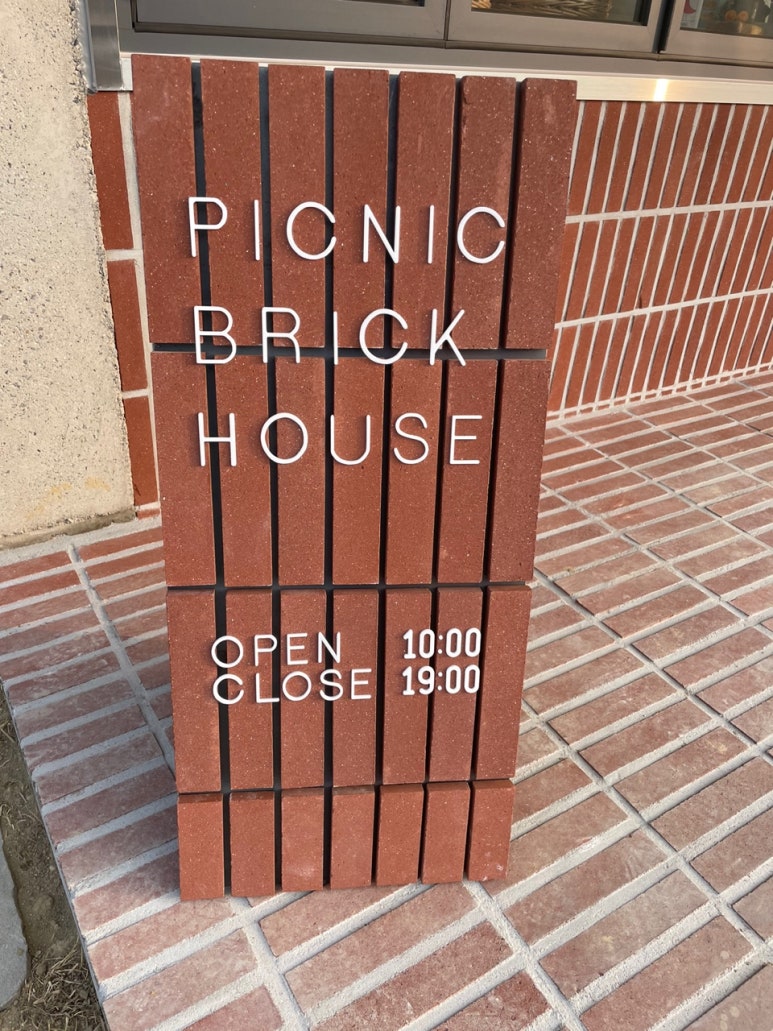 PICNIC
BRICK
HOUSE
OPEN 10:00
CLOSE 19:00